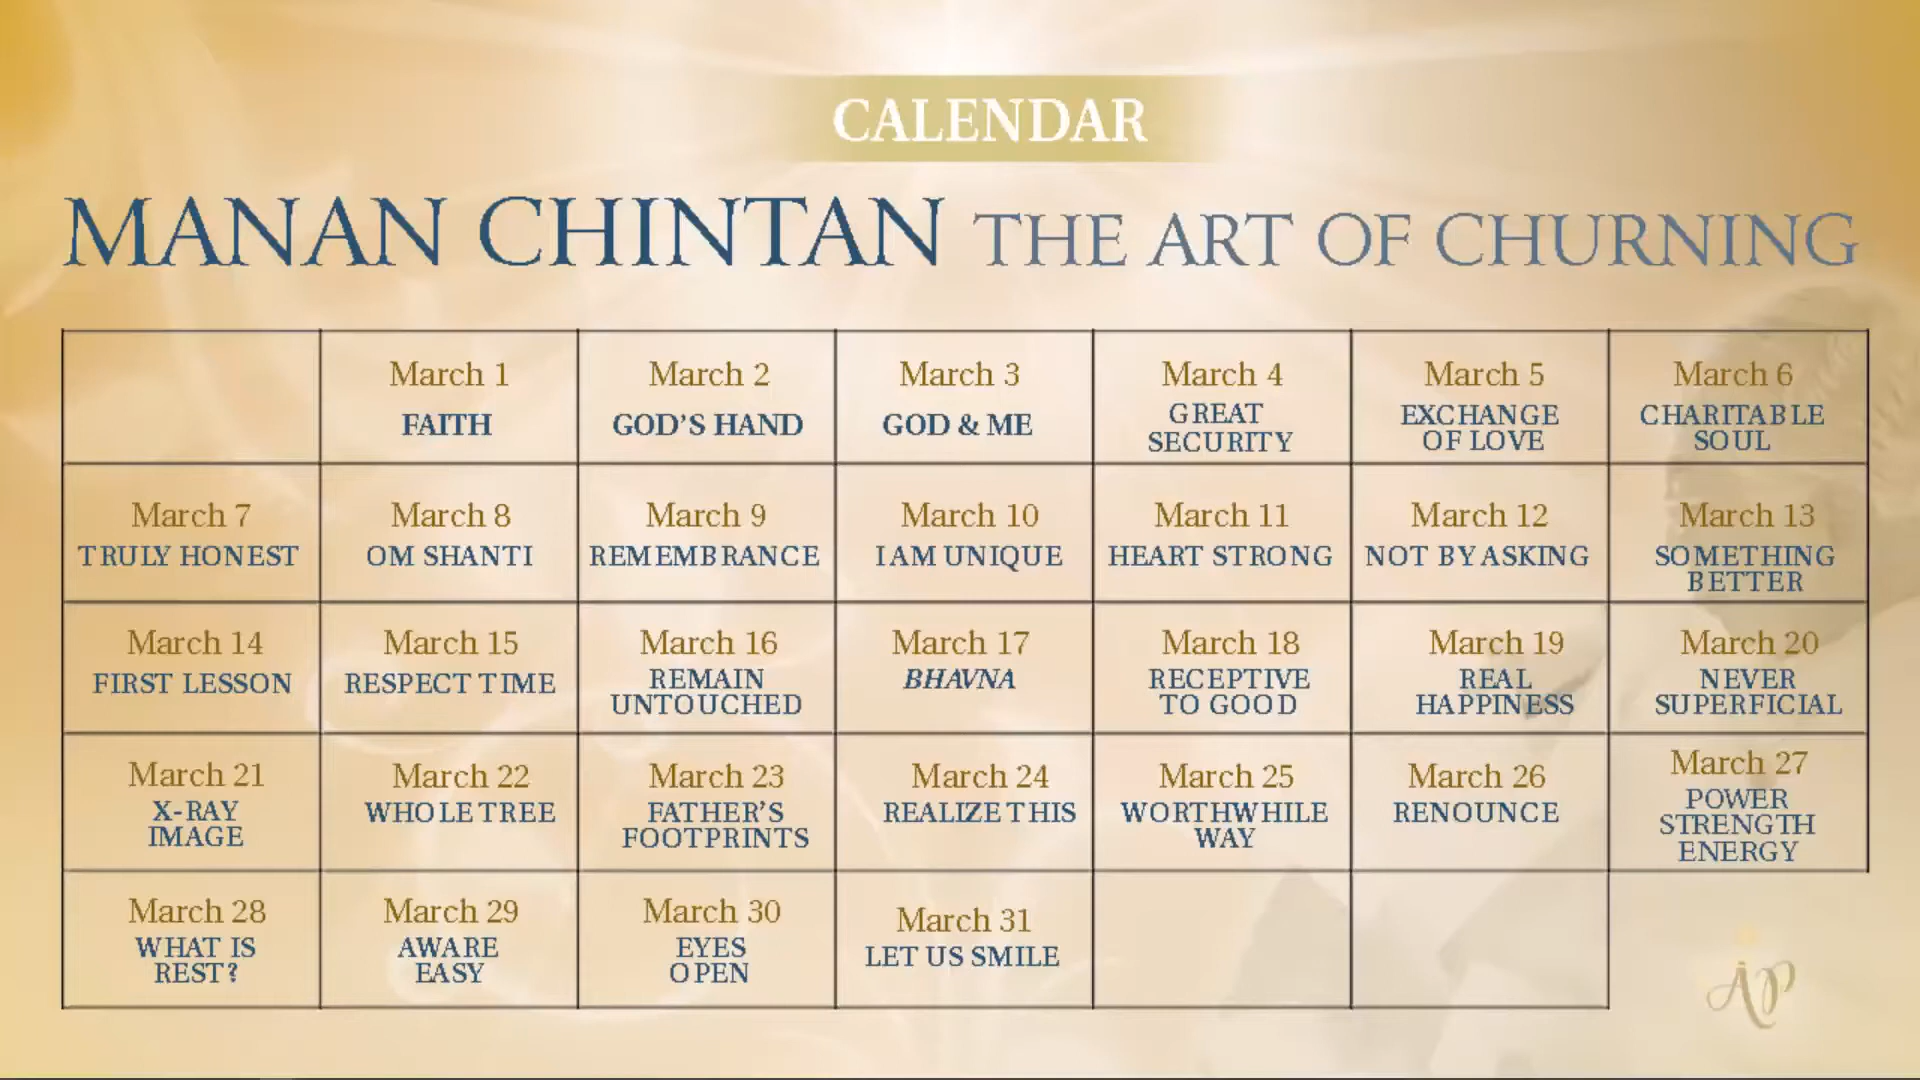 CALENDAR
MANAN CHINTAN THE ART OF CHURNING
March 1
FAITH
March 2
GOD'S HAND
March 3
GOD & ME
March 4
GREAT
SECURITY
March 5
EXCHANGE
OF LOVE
March 6
CHARITABLE
SOUL
March 7
TRULY HONEST
March 8
OM SHANTI
March 9
REMEMBRANCE
March 10
I AM UNIQUE
March 11
HEART STRONG
March 12
NOT BY ASKING
March 13
SOMETHING
BETTER
March 14
FIRST LESSON
March 15
RESPECT TIME
March 16
REMAIN
UNTOUCHED
March 17
BHAVNA
March 18
RECEPTIVE
TO GOOD
March 19
REAL
HAPPINESS
March 20
NEVER
SUPERFICIAL
March 21
X-RAY
IMAGE
March 22
WHOLE TREE
March 23
FATHER'S
FOOTPRINTS
March 24
REALIZE THIS
March 25
WORTHWHILE
WAY
March 26
RENOUNCE
March 27
POWER
STRENGTH
ENERGY
March 28
WHAT IS
REST?
March 29
AWARE
EASY
March 30
EYES
OPEN
March 31
LET US SMILE